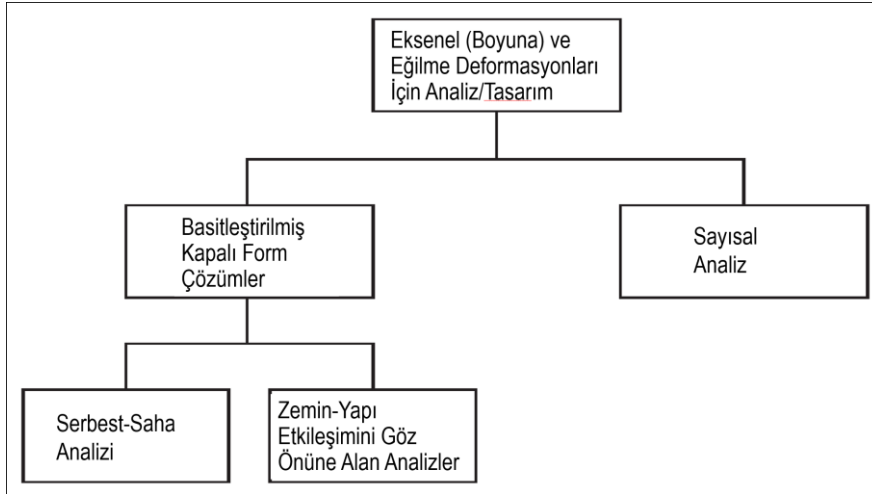 Eksenel (Boyuna) ve
Eğilme Deformasyonları
İçin Analiz/Tasarım
Basitleştirilmiş
Kapalı Form
Çözümler
Sayısal
Analiz
Serbest-Saha
Analizi
Zemin-Yapı
Etkileşimini Göz
Önüne Alan Analizler